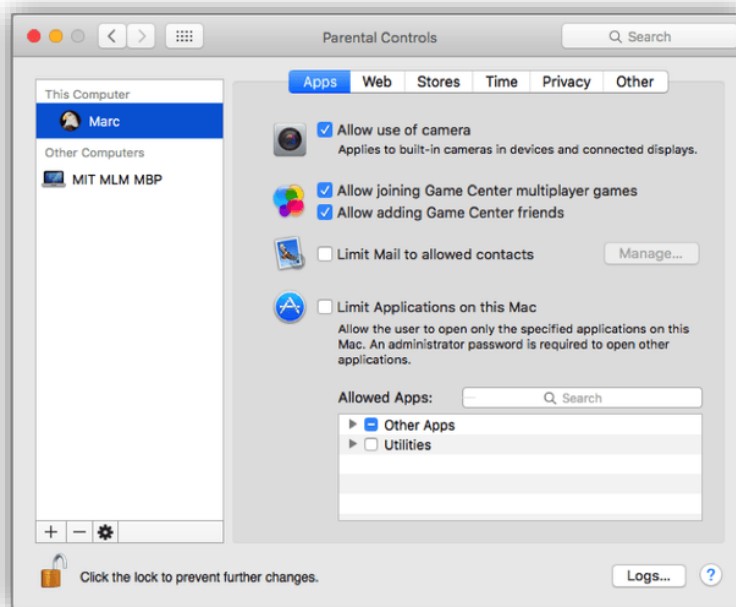 Parental Controls
Search
Apps Web Stores Time Privacy Other
This Computer
Marc
Other Computers
MIT MLM MBP
Allow use of camera
Applies to built-in cameras in devices and connected displays.
Allow joining Game Center multiplayer games
Allow adding Game Center friends
Limit Mail to allowed contacts
Manage...
Limit Applications on this Mac
Allow the user to open only the specified applications on this
Mac. An administrator password is required to open other
applications.
Allowed Apps:
Search
Other Apps
Utilities
Click the lock to prevent further changes.
Logs...
?